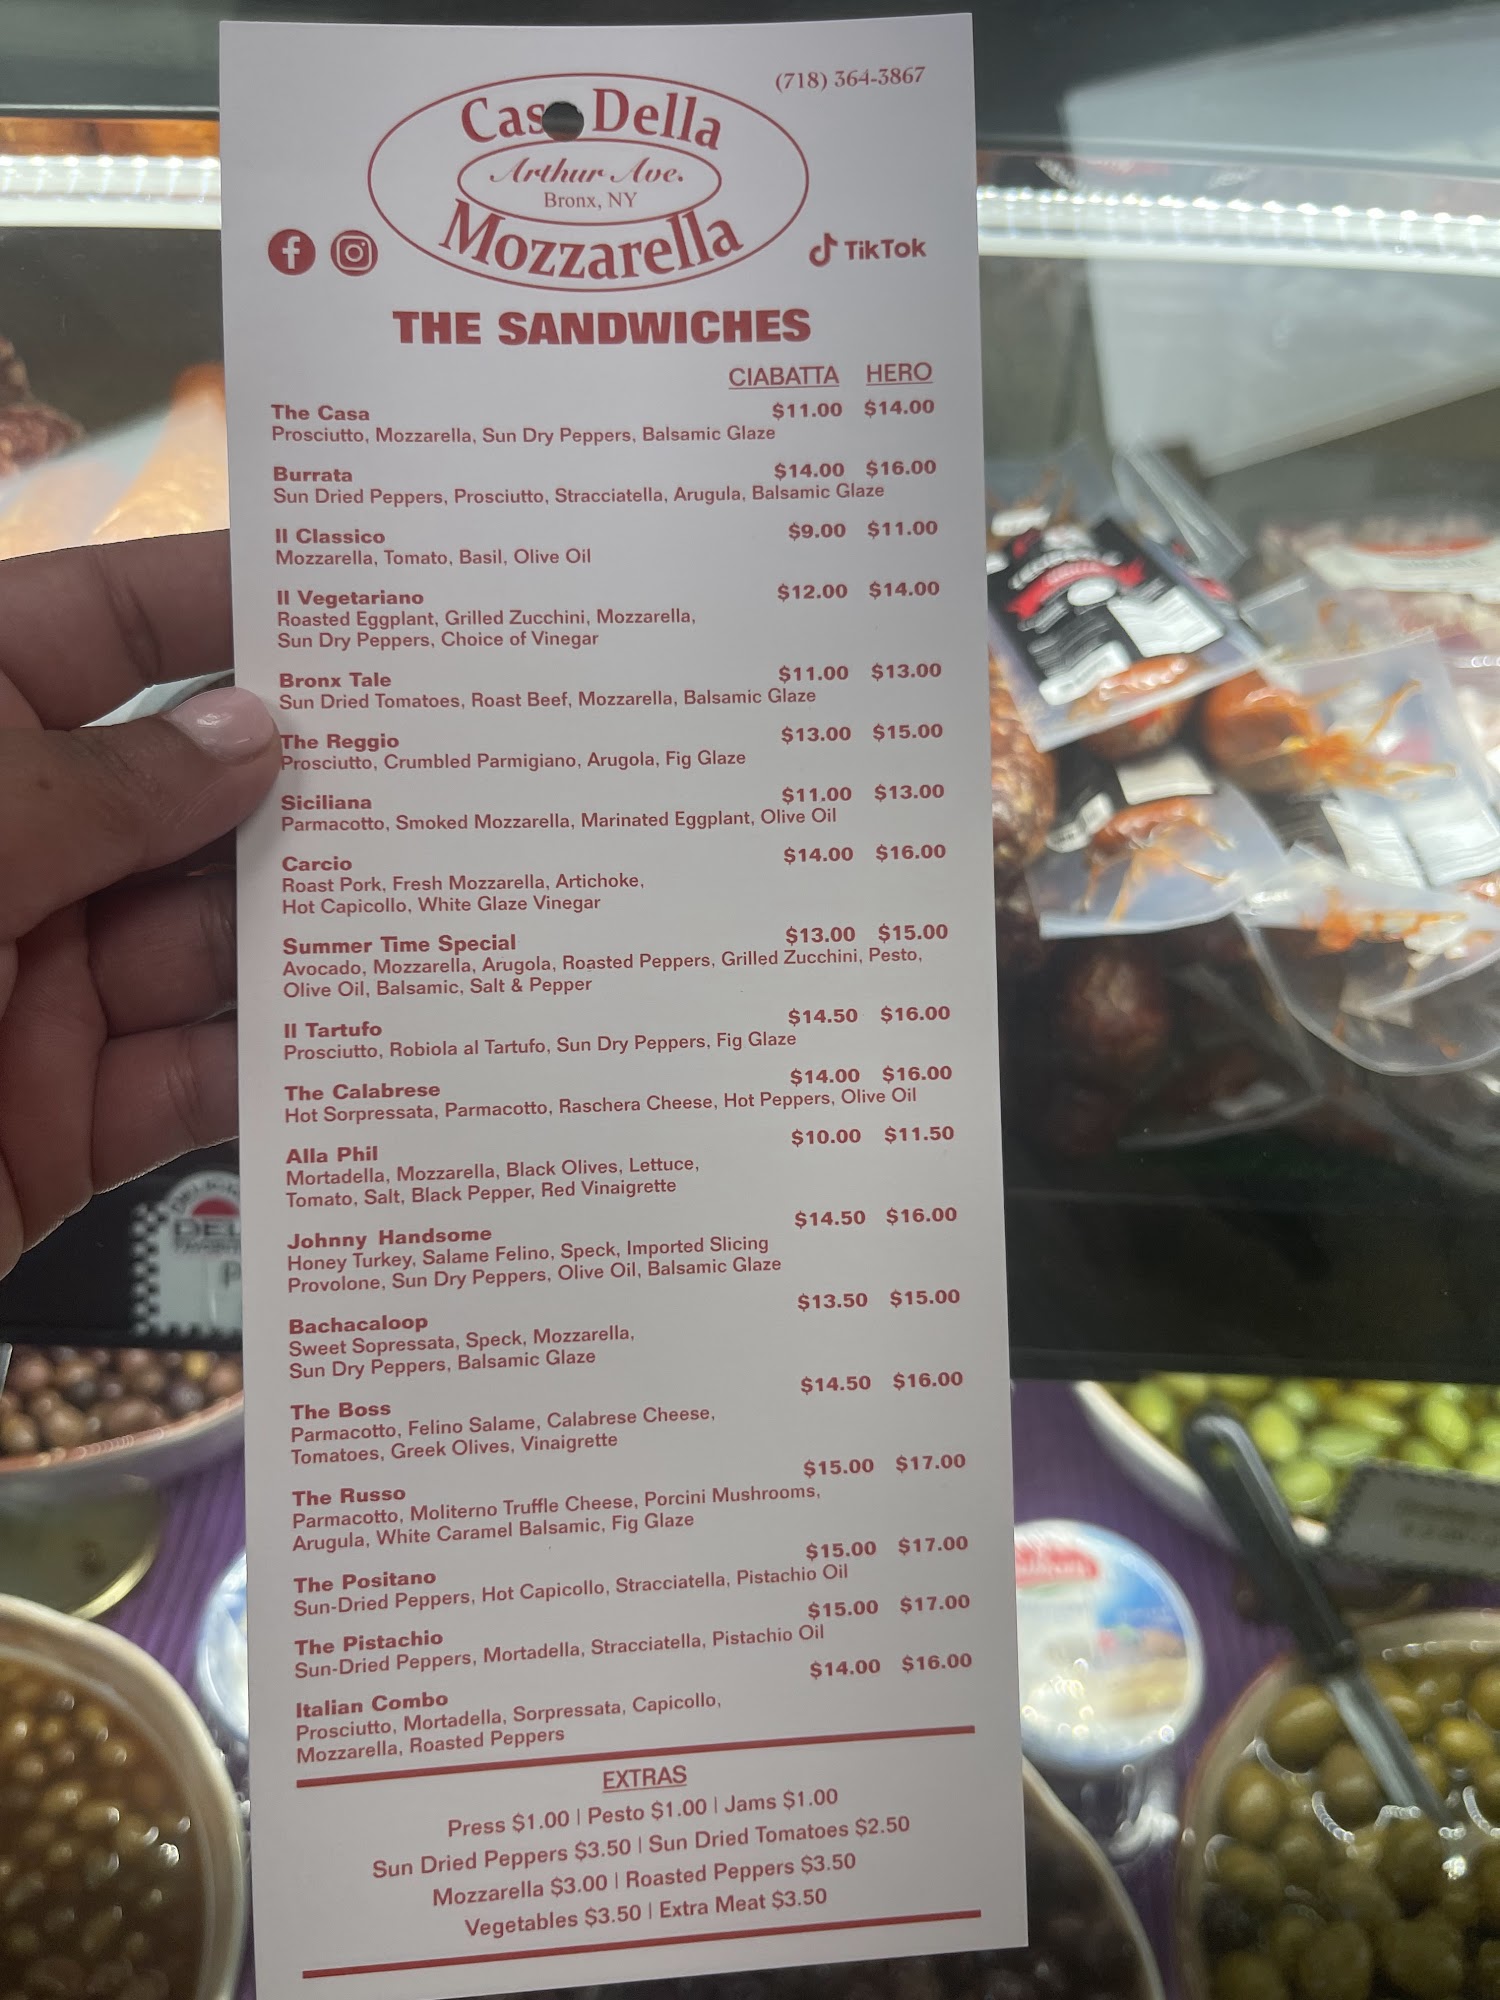 (718) 364-3867
Cas Della
Arthur Ave.
Bronx, NY
Mozzarella
TikTok
THE SANDWICHES
CIABATTA HERO
The Casa $11.00 $14.00
Prosciutto, Mozzarella, Sun Dry Peppers, Balsamic Glaze
Burrata $14.00 $16.00
Sun Dried Peppers, Prosciutto, Stracciatella, Arugula, Balsamic Glaze
Il Classico $9.00 $11.00
Mozzarella, Tomato, Basil, Olive Oil
Il Vegetariano $12.00 $14.00
Roasted Eggplant, Grilled Zucchini, Mozzarella,
Sun Dry Peppers, Choice of Vinegar
Bronx Tale $11.00 $13.00
Sun Dried Tomatoes, Roast Beef, Mozzarella, Balsamic Glaze
The Reggio $13.00 $15.00
Prosciutto, Crumbled Parmigiano, Arugola, Fig Glaze
Siciliana $11.00 $13.00
Parmacotto, Smoked Mozzarella, Marinated Eggplant, Olive Oil
Carcio $14.00 $16.00
Roast Pork, Fresh Mozzarella, Artichoke,
Hot Capicollo, White Glaze Vinegar
Summer Time Special $13.00 $15.00
Avocado, Mozzarella, Arugola, Roasted Peppers, Grilled Zucchini, Pesto,
Olive Oil, Balsamic, Salt & Pepper
Il Tartufo $14.50 $16.00
Prosciutto, Robiola al Tartufo, Sun Dry Peppers, Fig Glaze
The Calabrese $14.00 $16.00
Hot Sorpressata, Parmacotto, Raschera Cheese, Hot Peppers, Olive Oil
Alla Phil $10.00 $11.50
Mortadella, Mozzarella, Black Olives, Lettuce,
Tomato, Salt, Black Pepper, Red Vinaigrette
Johnny Handsome $14.50 $16.00
Honey Turkey, Salame Felino, Speck, Imported Slicing
Provolone, Sun Dry Peppers, Olive Oil, Balsamic Glaze
Bachacaloop $13.50 $15.00
Sweet Sopressata, Speck, Mozzarella,
Sun Dry Peppers, Balsamic Glaze
The Boss $14.50 $16.00
Parmacotto, Felino Salame, Calabrese Cheese,
Tomatoes, Greek Olives, Vinaigrette
The Russo $15.00 $17.00
Parmacotto, Moliterno Truffle Cheese, Porcini Mushrooms,
Arugula, White Caramel Balsamic, Fig Glaze
The Positano $15.00 $17.00
Sun-Dried Peppers, Hot Capicollo, Stracciatella, Pistachio Oil
The Pistachio $15.00 $17.00
Sun-Dried Peppers, Mortadella, Stracciatella, Pistachio Oil
Italian Combo $14.00 $16.00
Prosciutto, Mortadella, Sorpressata, Capicollo,
Mozzarella, Roasted Peppers
EXTRAS
Press $1.00 | Pesto $1.00 | Jams $1.00
Sun Dried Peppers $3.50 | Sun Dried Tomatoes $2.50
Mozzarella $3.00 | Roasted Peppers $3.50
Vegetables $3.50 | Extra Meat $3.50